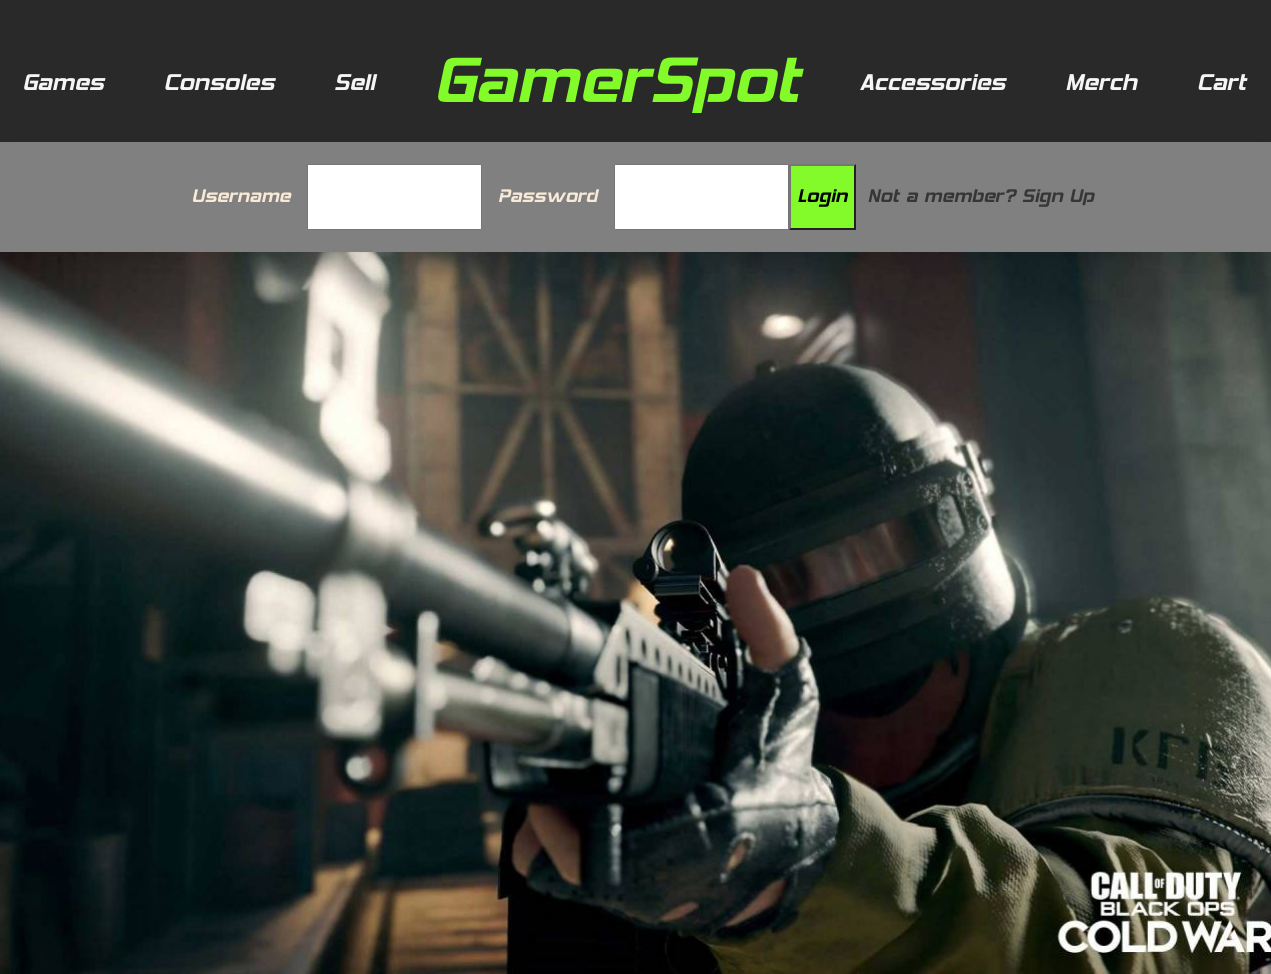 Games Consoles Sell GamerSpot Accessories Merch Cart
Username Password Login Not a member? Sign Up
CALL OF DUTY
BLACK OPS
COLD WAR